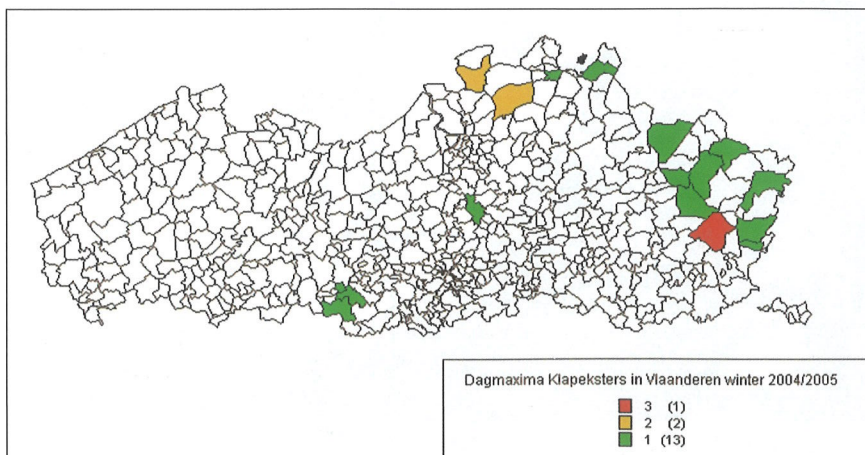 Dagmaxima Klapeksters in Vlaanderen winter 2004/2005
3 (1)
2 (2)
1 (13)